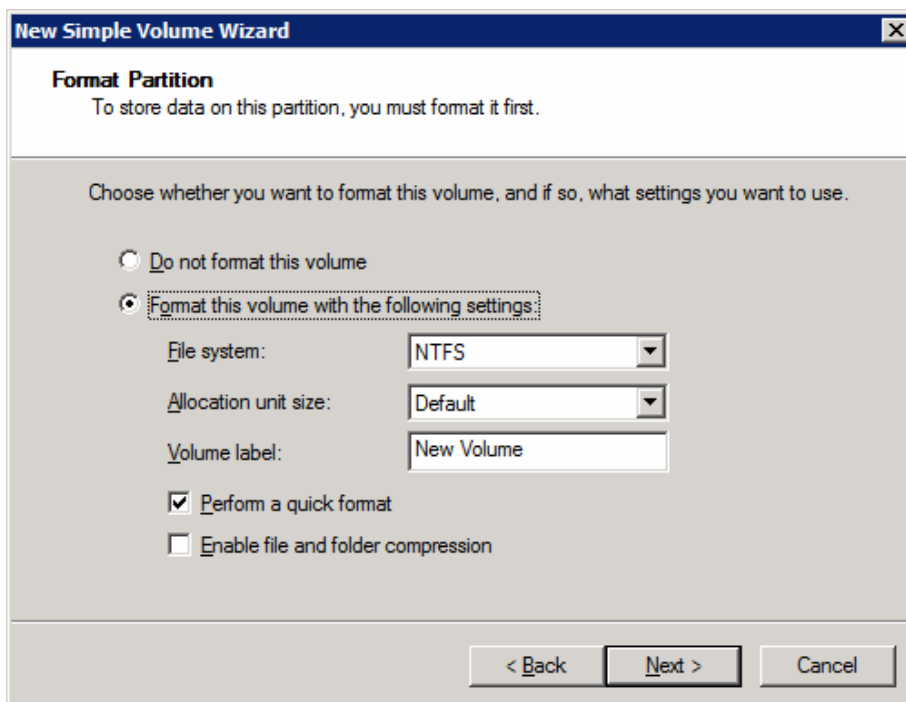 New Simple Volume Wizard
Format Partition
To store data on this partition, you must format it first.
Choose whether you want to format this volume, and if so, what settings you want to use.
Do not format this volume
Format this volume with the following settings:
File system: NTFS
Allocation unit size: Default
Volume label: New Volume
Perform a quick format
Enable file and folder compression
< Back Next > Cancel